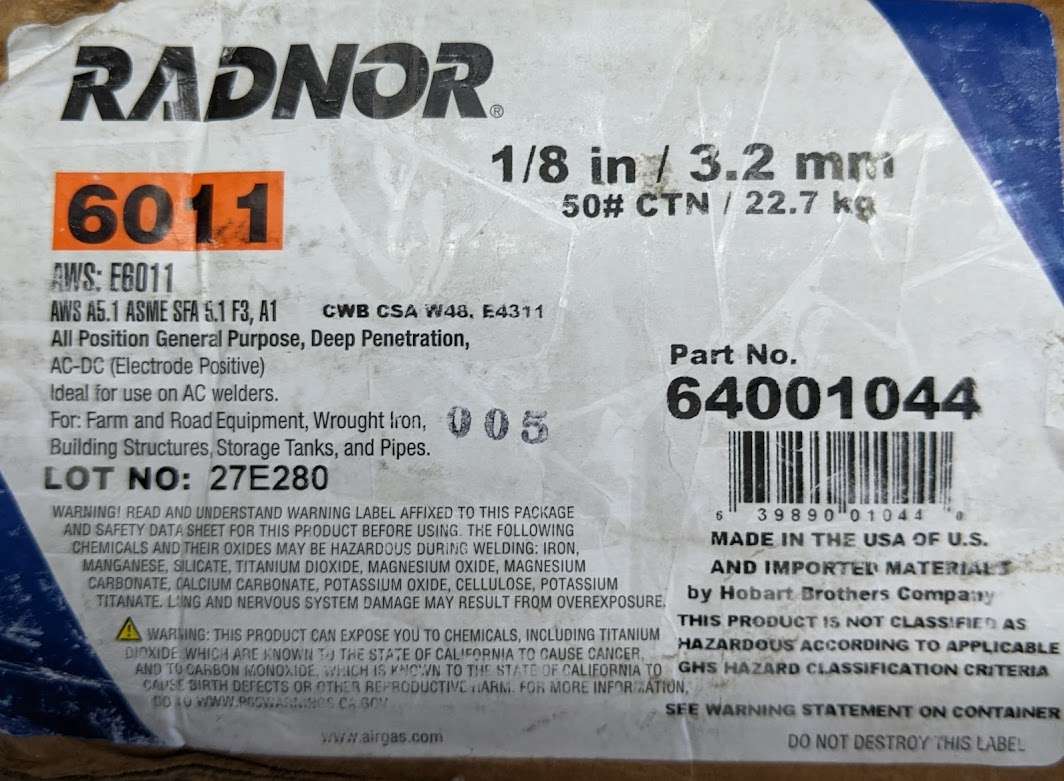 RADNOR®
1/8 in / 3.2 mm
50# CTN / 22.7 kg
6011
AWS: E6011
AWS A5.1 ASME SFA 5.1 F3, A1
CWB CSA W48. E4311
All Position General Purpose, Deep Penetration,
AC-DC (Electrode Positive)
Ideal for use on AC welders.
For: Farm and Road Equipment, Wrought Iron,
Building Structures, Storage Tanks, and Pipes.
005
LOT NO: 27E280
WARNING! READ AND UNDERSTAND WARNING LABEL AFFIXED TO THIS PACKAGE
AND SAFETY DATA SHEET FOR THIS PRODUCT BEFORE USING. THE FOLLOWING
CHEMICALS AND THEIR OXIDES MAY BE HAZARDOUS DURING WELDING: IRON,
MANGANESE, SILICATE, TITANIUM DIOXIDE, MAGNESIUM OXIDE, MAGNESIUM
CARBONATE, CALCIUM CARBONATE, POTASSIUM OXIDE, CELLULOSE, POTASSIUM
TITANATE. LUNG AND NERVOUS SYSTEM DAMAGE MAY RESULT FROM OVEREXPOSURE.
WARNING: THIS PRODUCT CAN EXPOSE YOU TO CHEMICALS, INCLUDING TITANIUM
DIOXIDE WHICH ARE KNOWN TO THE STATE OF CALIFORNIA TO CAUSE CANCER,
AND TO CARBON MONOXIDE, WHICH IS KNOWN TO THE STATE OF CALIFORNIA TO
CAUSE BIRTH DEFECTS OR OTHER REPRODUCTIVE HARM. FOR MORE INFORMATION,
GO TO WWW.P65WARNINGS.CA.GOV
www.airgas.com
Part No.
64001044
6 39890 01044 0
MADE IN THE USA OF U.S.
AND IMPORTED MATERIALS
by Hobart Brothers Company
THIS PRODUCT IS NOT CLASSIFIED AS
HAZARDOUS ACCORDING TO APPLICABLE
GHS HAZARD CLASSIFICATION CRITERIA
SEE WARNING STATEMENT ON CONTAINER
DO NOT DESTROY THIS LABEL